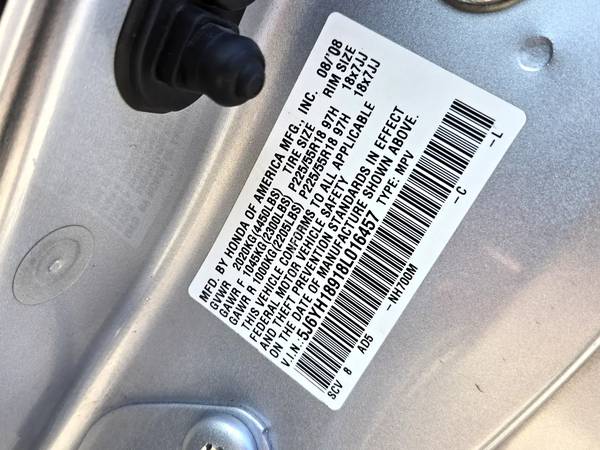 MFD. BY HONDA OF AMERICA MFG., INC. 08/'08
GVWR 2020KG(4450LBS) TIRE SIZE RIM SIZE
GAWR F 1045KG(2300LBS) P225/55R18 97H 18x7JJ
GAWR R 1000KG(2205LBS) P225/55R18 97H 18x7JJ
THIS VEHICLE CONFORMS TO ALL APPLICABLE
FEDERAL MOTOR VEHICLE SAFETY
AND THEFT PREVENTION STANDARDS IN EFFECT
ON THE DATE OF MANUFACTURE SHOWN ABOVE.
V.I.N.: 5J6YH18918L016457 TYPE: MPV
SCV 8 AD5 -NH700M -C -L